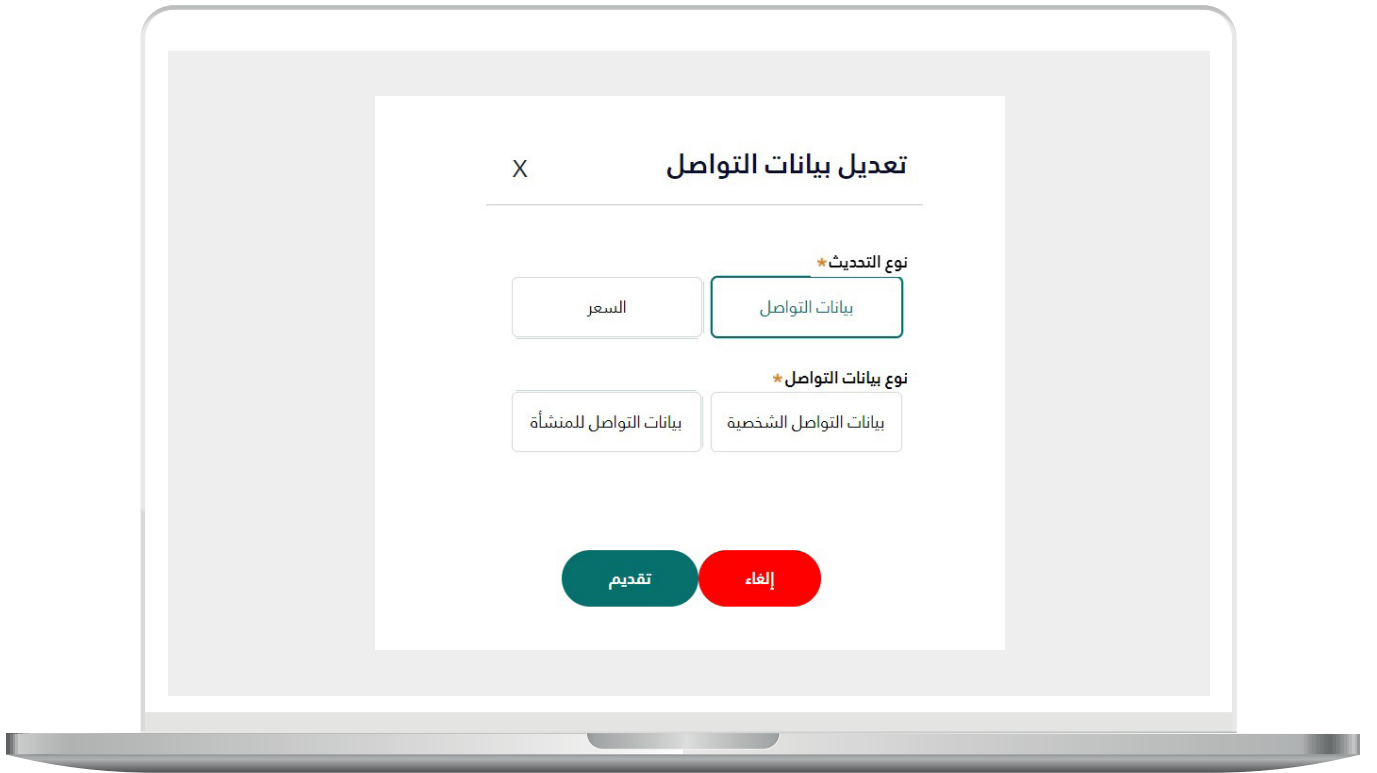 تعديل بيانات التواصل X
نوع التحديث*
بيانات التواصل السعر
نوع بيانات التواصل*
بيانات التواصل الشخصية بيانات التواصل للمنشأة
إلغاء تقديم